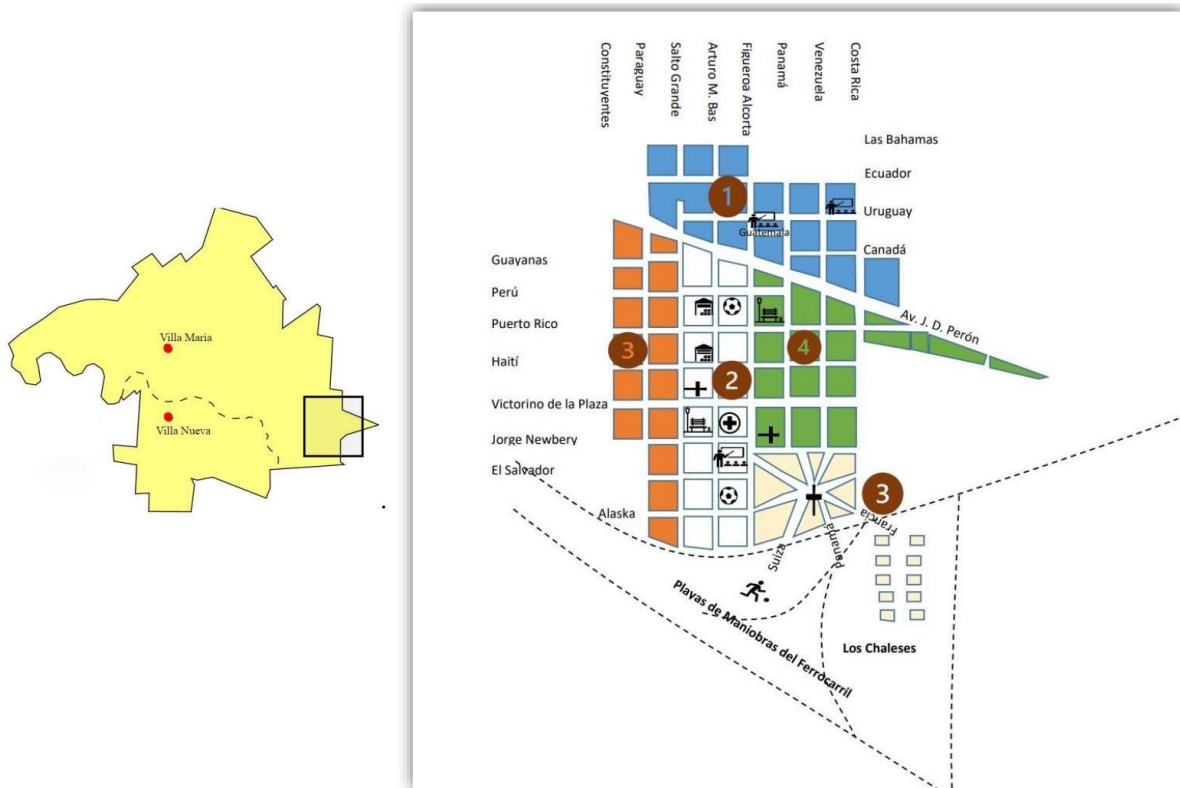 Villa Maria
Villa Nueva
.
Constituyentes
Paraguay
Salto Grande
Arturo M. Bas
Figueroa Alcorta
Panamá
Venezuela
Costa Rica
Las Bahamas
Ecuador
Uruguay
Canadá
Guatemala
Guayanas
Perú
Puerto Rico
Haití
Victorino de la Plaza
Jorge Newbery
El Salvador
Alaska
Av. J. D. Perón
1
3
4
2
3
Francia
Suiza
panama
Playas de Maniobras del Ferrocarril
Los Chaleses